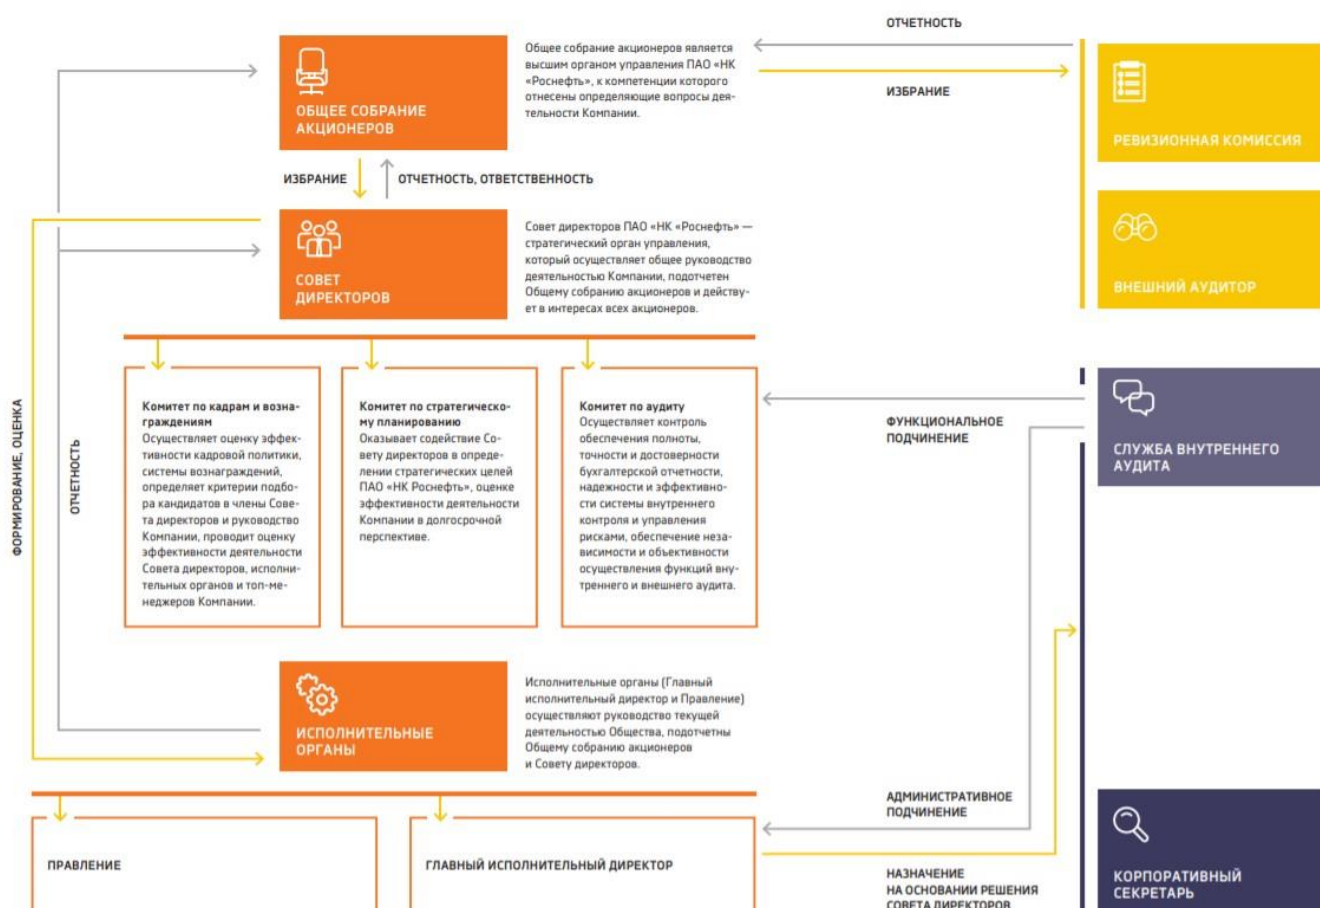 ОТЧЕТНОСТЬ
ИЗБРАНИЕ
ОБЩЕЕ СОБРАНИЕ
АКЦИОНЕРОВ
Общее собрание акционеров является
высшим органом управления ПАО «НК
«Роснефть», к компетенции которого
отнесены определяющие вопросы дея-
тельности Компании.
РЕВИЗИОННАЯ КОМИССИЯ
ИЗБРАНИЕ
ОТЧЕТНОСТЬ, ОТВЕТСТВЕННОСТЬ
СОВЕТ
ДИРЕКТОРОВ
Совет директоров ПАО «НК «Роснефть» —
стратегический орган управления,
который осуществляет общее руководство
деятельностью Компании, подотчетен
Общему собранию акционеров и действу-
ет в интересах всех акционеров.
ВНЕШНИЙ АУДИТОР
ФОРМИРОВАНИЕ, ОЦЕНКА
ОТЧЕТНОСТЬ
Комитет по кадрам и возна-
граждениям
Осуществляет оценку эффек-
тивности кадровой политики,
системы вознаграждений,
определяет критерии подбо-
ра кандидатов в члены Сове-
та директоров и руководство
Компании, проводит оценку
эффективности деятельности
Совета директоров, исполни-
тельных органов и топ-ме-
неджеров Компании.
Комитет по стратегическо-
му планированию
Оказывает содействие Со-
вету директоров в опреде-
лении стратегических целей
ПАО «НК Роснефть», оценке
эффективности деятельности
Компании в долгосрочной
перспективе.
Комитет по аудиту
Осуществляет контроль
обеспечения полноты,
точности и достоверности
бухгалтерской отчетности,
надежности и эффективно-
сти системы внутреннего
контроля и управления
рисками, обеспечение неза-
висимости и объективности
осуществления функций вну-
треннего и внешнего аудита.
ФУНКЦИОНАЛЬНОЕ
ПОДЧИНЕНИЕ
СЛУЖБА ВНУТРЕННЕГО
АУДИТА
ИСПОЛНИТЕЛЬНЫЕ
ОРГАНЫ
Исполнительные органы (Главный
исполнительный директор и Правление)
осуществляют руководство текущей
деятельностью Общества, подотчетны
Общему собранию акционеров
и Совету директоров.
АДМИНИСТРАТИВНОЕ
ПОДЧИНЕНИЕ
ПРАВЛЕНИЕ
ГЛАВНЫЙ ИСПОЛНИТЕЛЬНЫЙ ДИРЕКТОР
НАЗНАЧЕНИЕ
НА ОСНОВАНИИ РЕШЕНИЯ
СОВЕТА ДИРЕКТОРОВ
КОРПОРАТИВНЫЙ
СЕКРЕТАРЬ